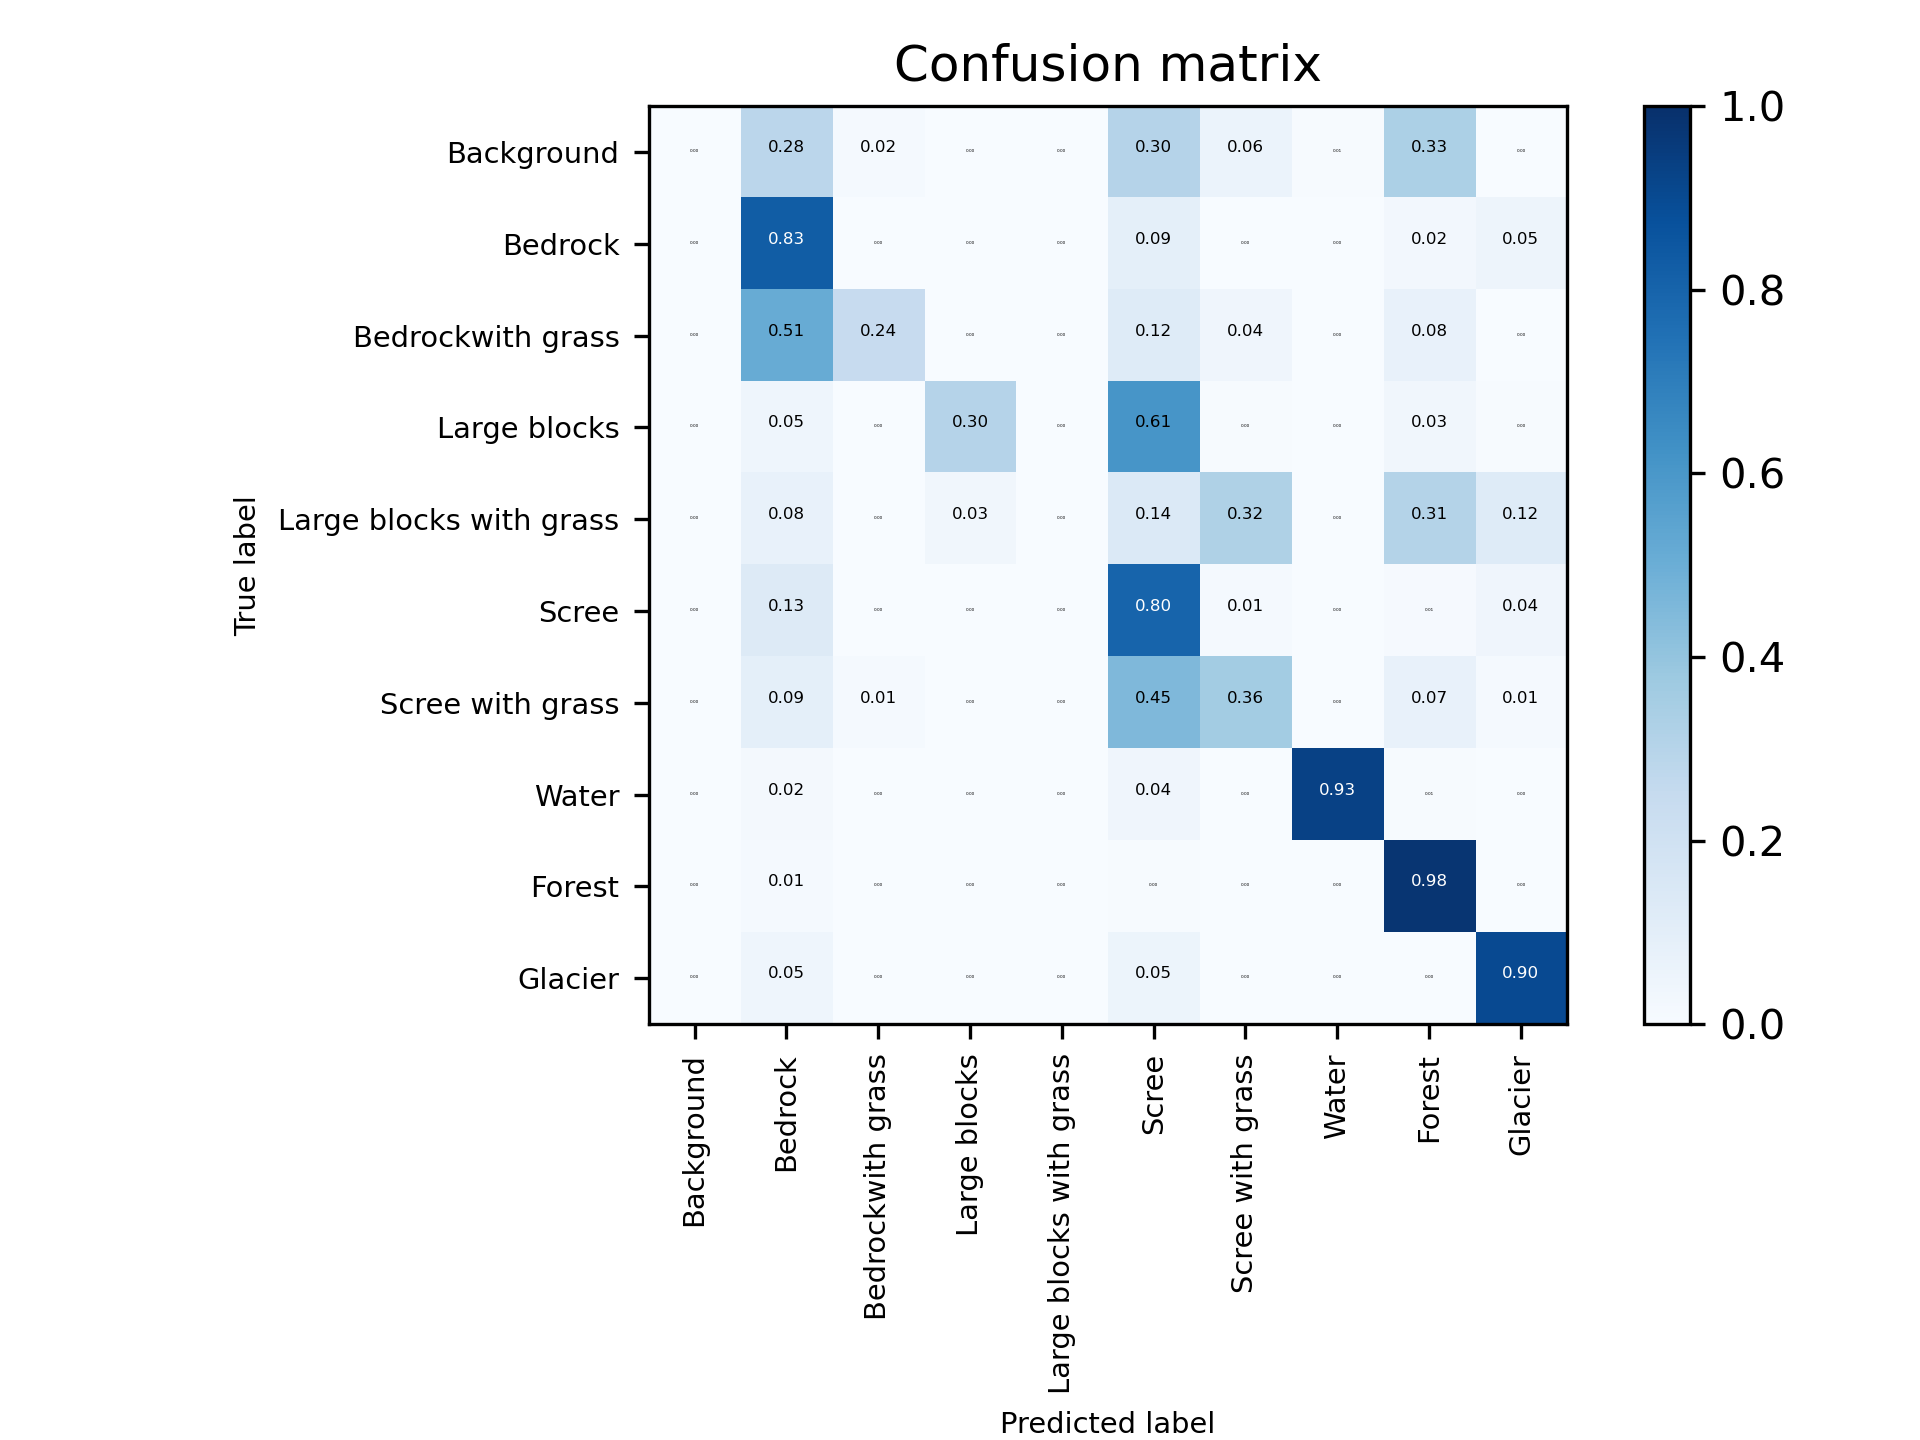 Confusion matrix
Background 0.28 0.02 0.30 0.06 0.33
Bedrock 0.83 0.09 0.02 0.05
Bedrockwith grass 0.51 0.24 0.12 0.04 0.08
Large blocks 0.05 0.30 0.61 0.03
Large blocks with grass 0.08 0.03 0.14 0.32 0.31 0.12
Scree 0.13 0.80 0.01 0.04
Scree with grass 0.09 0.01 0.45 0.36 0.07 0.01
Water 0.02 0.04 0.93
Forest 0.01 0.98
Glacier 0.05 0.05 0.90
True label
Background
Bedrock
Bedrockwith grass
Large blocks
Large blocks with grass
Scree
Scree with grass
Water
Forest
Glacier
Predicted label
1.0
0.8
0.6
0.4
0.2
0.0